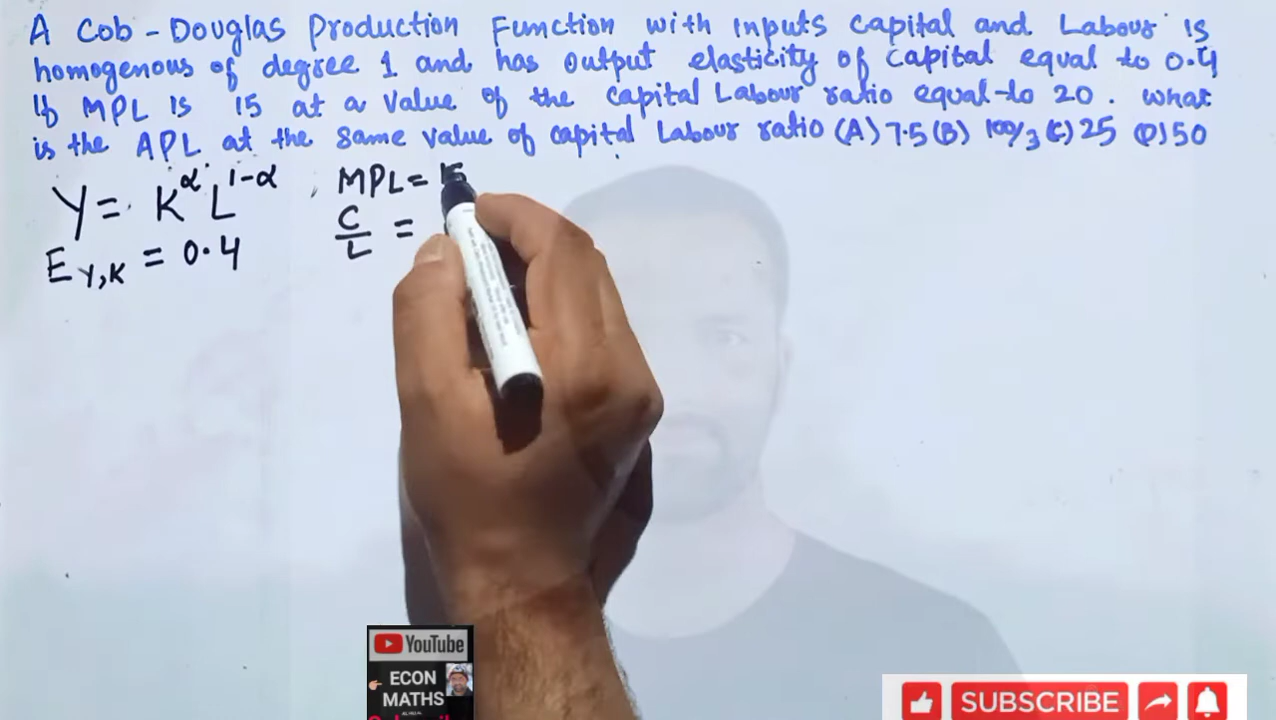 A Cob-Douglas Production Function with Inputs capital and Labour is
homogenous of degree 1 and has output elasticity of capital equal to 0.4
If MPL is 15 at a value of the capital Labour ratio equal to 20. what
is the APL at the same value of capital Labour ratio (A) 7.5 (B) 100/3 (C) 25 (D) 50
Y = K^α L^1-α , MPL = 15
C/L =
E Y,K = 0.4
YouTube
ECON
MATHS
SUBSCRIBE